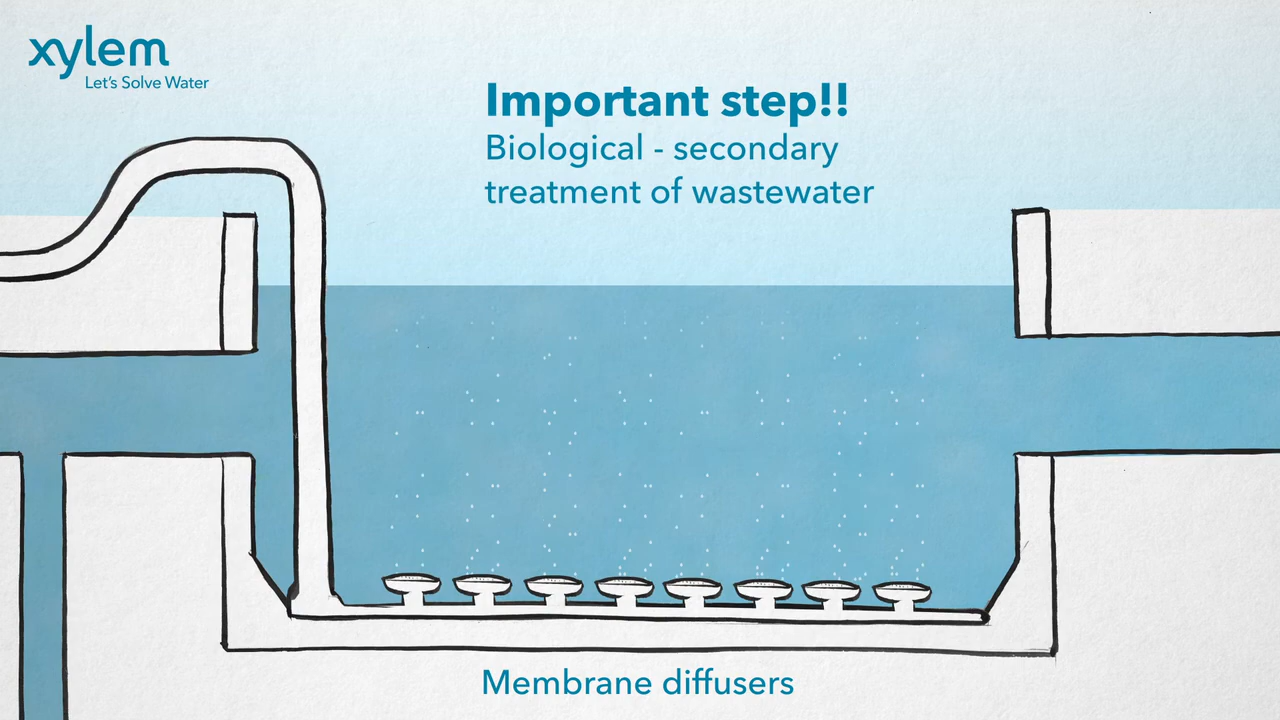 xylem
Let's Solve Water
Important step!!
Biological - secondary
treatment of wastewater
Membrane diffusers